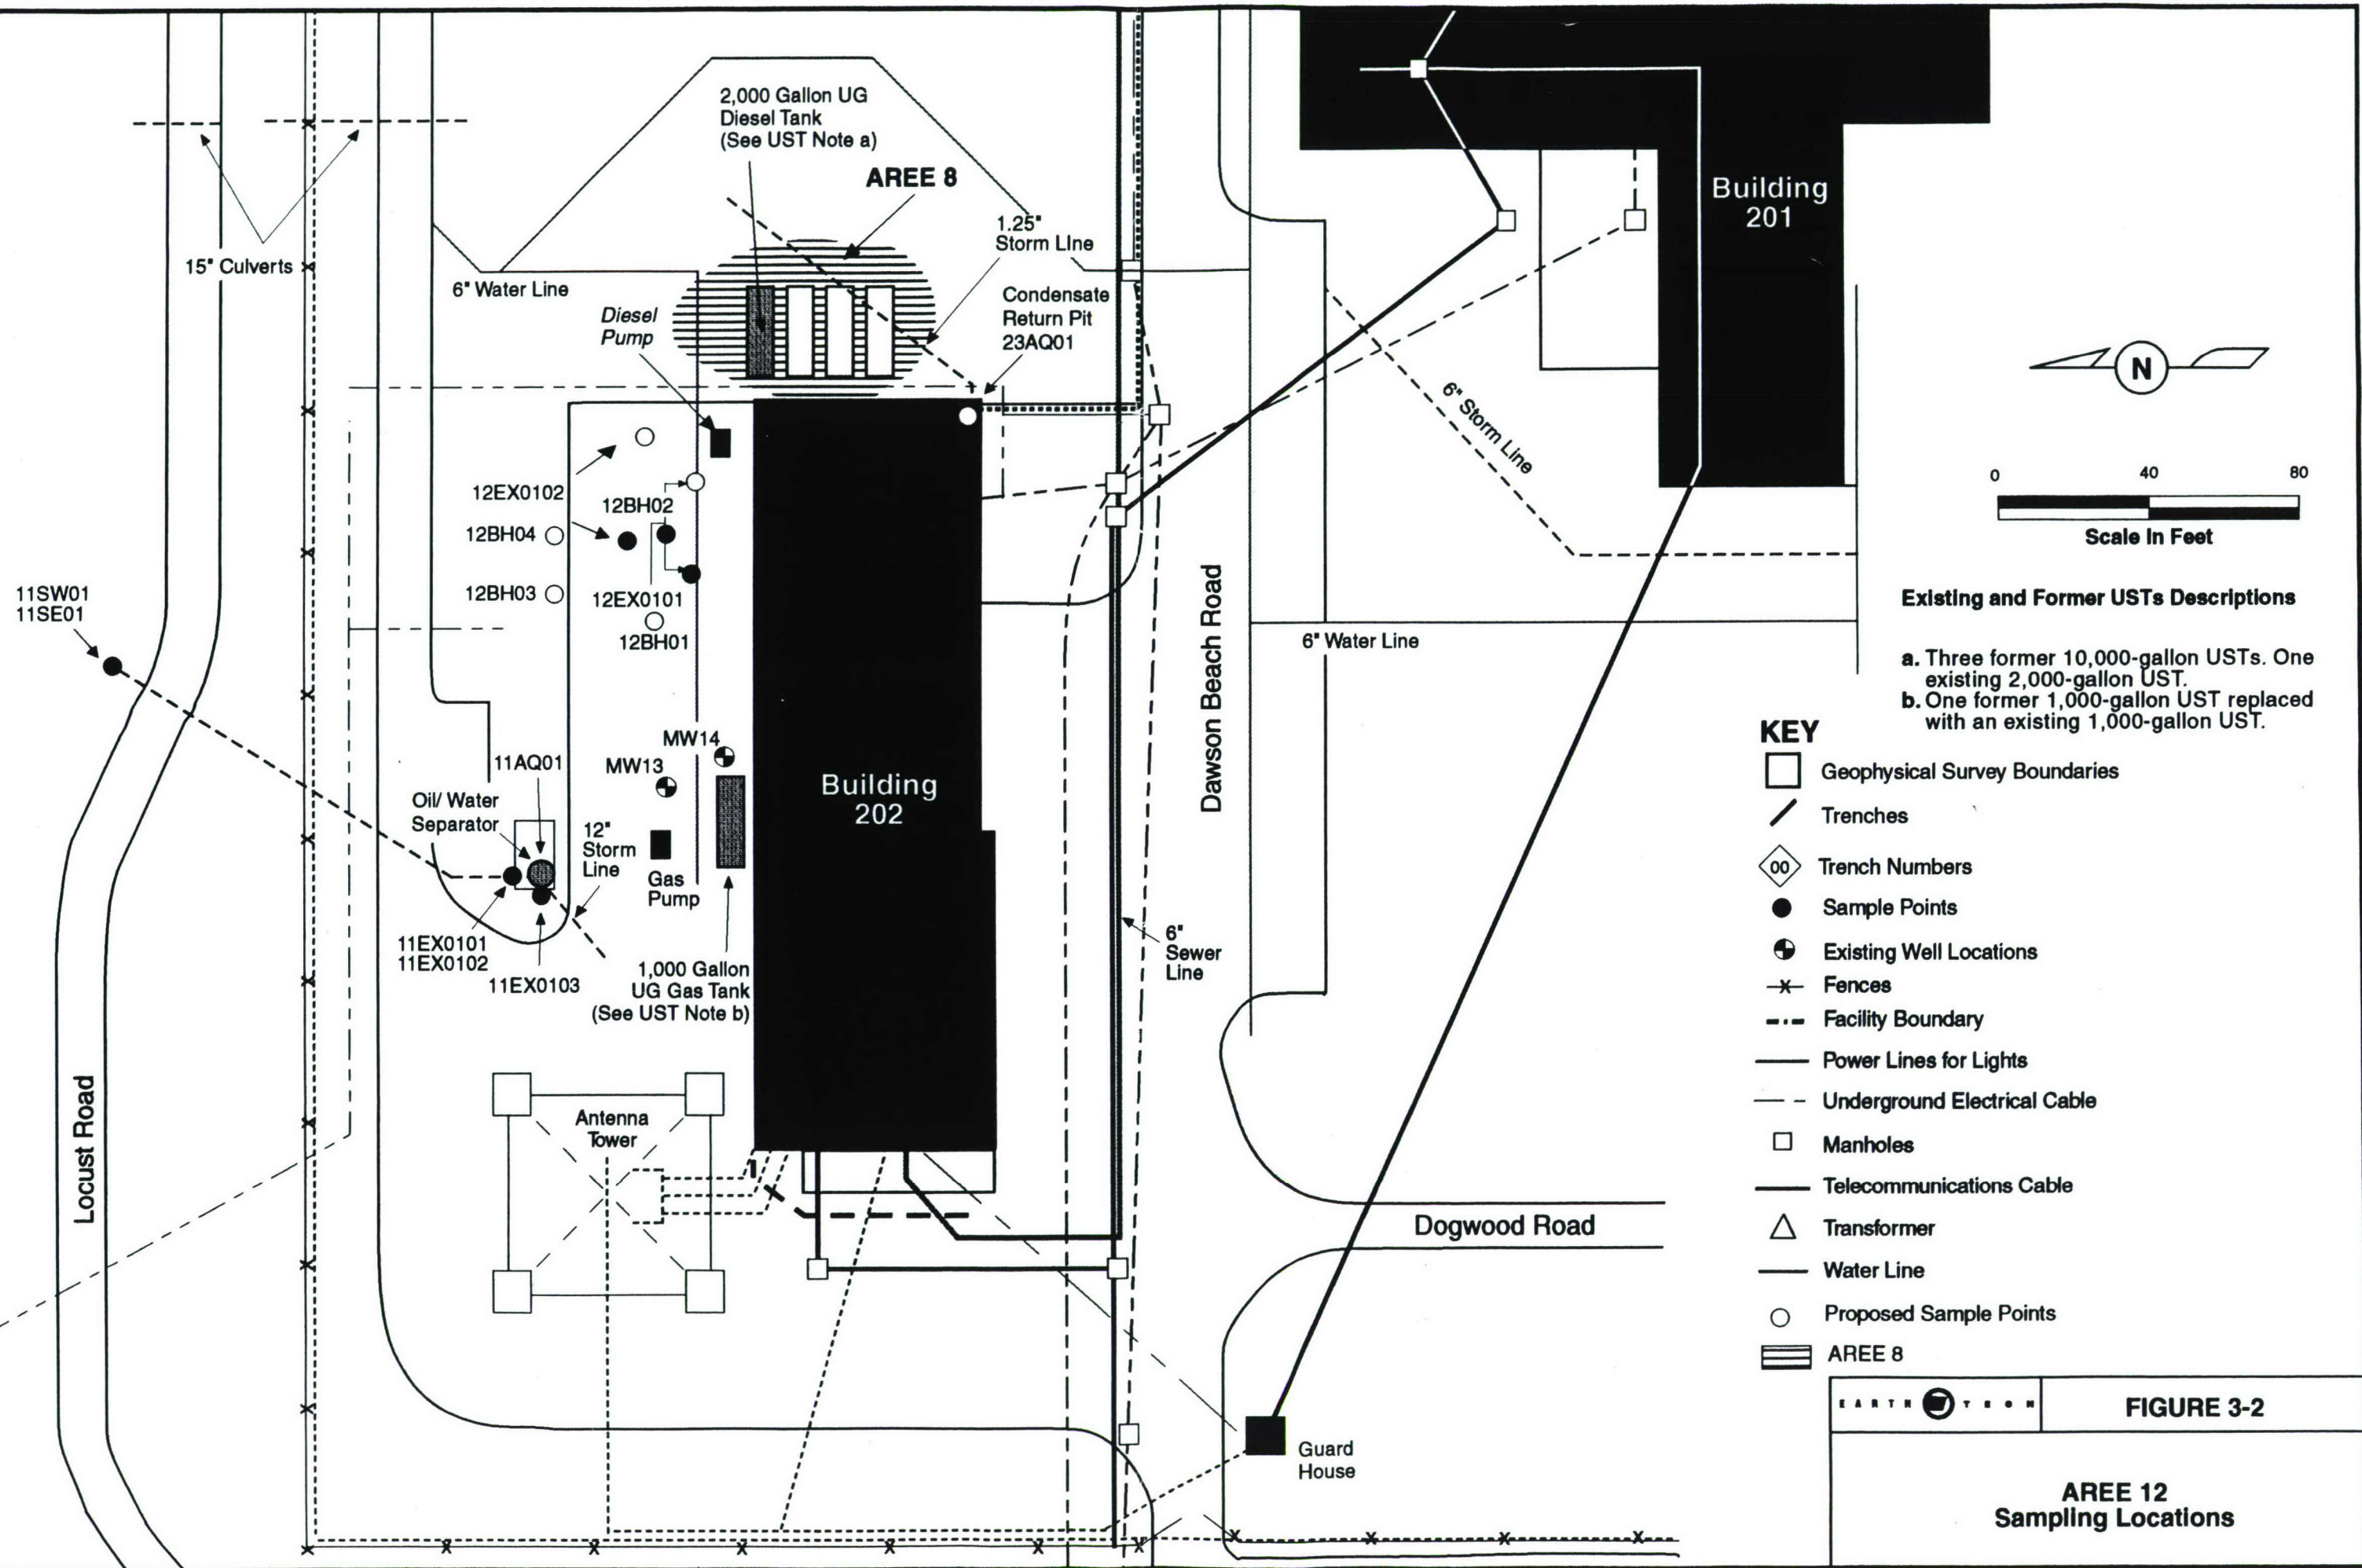 2,000 Gallon UG
Diesel Tank
(See UST Note a)
AREE 8
1.25"
Storm LIne
15" Culverts
6" Water Line
Diesel
Pump
Condensate
Return Pit
23AQ01
Building
201
N
6" Storm Line
0 40 80
Scale In Feet
12EX0102
12BH02
12BH04
12BH03
12EX0101
12BH01
11SW01
11SE01
Dawson Beach Road
6" Water Line
Existing and Former USTs Descriptions
a. Three former 10,000-gallon USTs. One
existing 2,000-gallon UST.
b. One former 1,000-gallon UST replaced
with an existing 1,000-gallon UST.
MW14
MW13
11AQ01
Oil/ Water
Separator
12"
Storm
Line
Gas
Pump
Building
202
11EX0101
11EX0102
11EX0103
1,000 Gallon
UG Gas Tank
(See UST Note b)
6"
Sewer
Line
Locust Road
Antenna
Tower
Dogwood Road
Guard
House
KEY
Geophysical Survey Boundaries
Trenches
00 Trench Numbers
Sample Points
Existing Well Locations
Fences
Facility Boundary
Power Lines for Lights
Underground Electrical Cable
Manholes
Telecommunications Cable
Transformer
Water Line
Proposed Sample Points
AREE 8
EARTH TECH
FIGURE 3-2
AREE 12
Sampling Locations